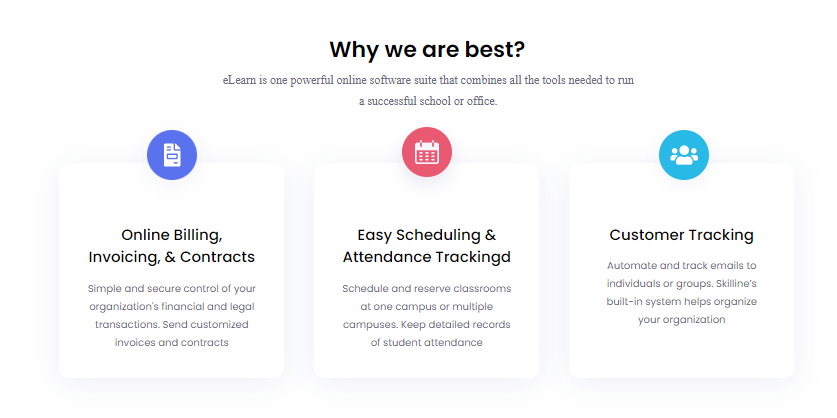 Why we are best?
eLearn is one powerful online software suite that combines all the tools needed to run
a successful school or office.
Online Billing,
Invoicing, & Contracts
Simple and secure control of your
organization's financial and legal
transactions. Send customized
invoices and contracts
Easy Scheduling &
Attendance Trackingd
Schedule and reserve classrooms
at one campus or multiple
campuses. Keep detailed records
of student attendance
Customer Tracking
Automate and track emails to
individuals or groups. Skilline's
built-in system helps organize
your organization